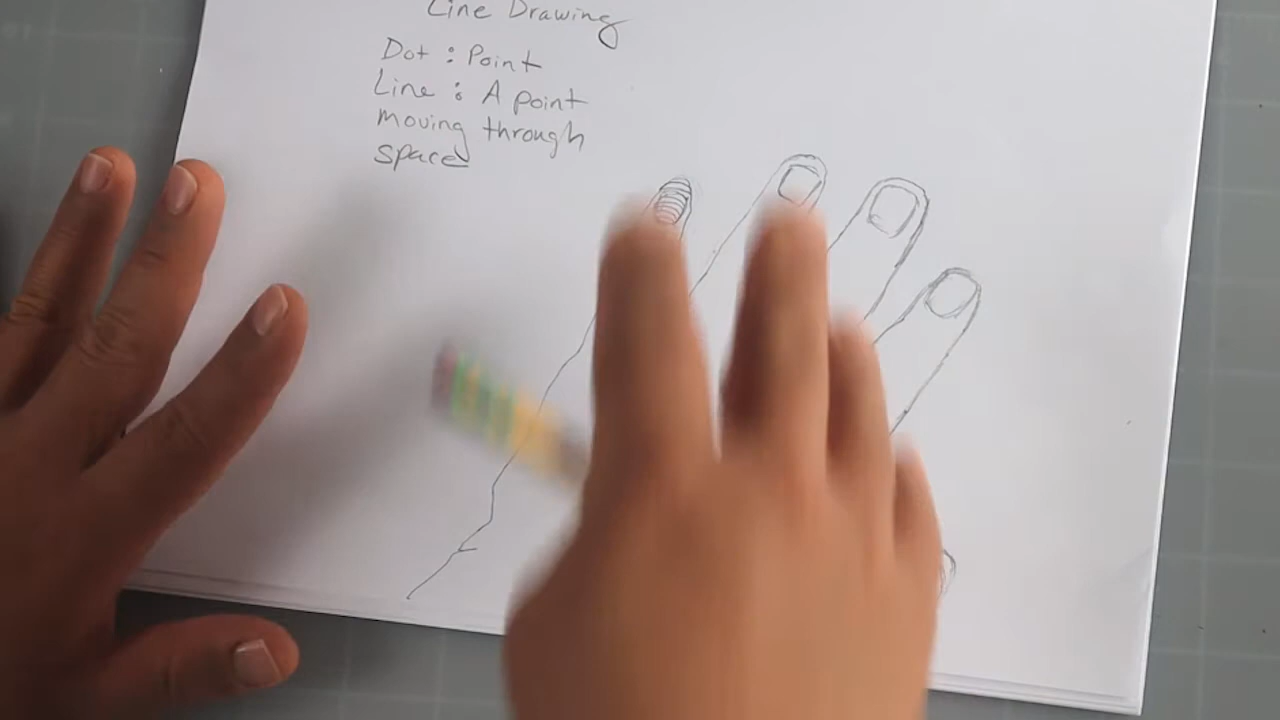 Line Drawing
Dot : Point
Line : A point
moving through
space